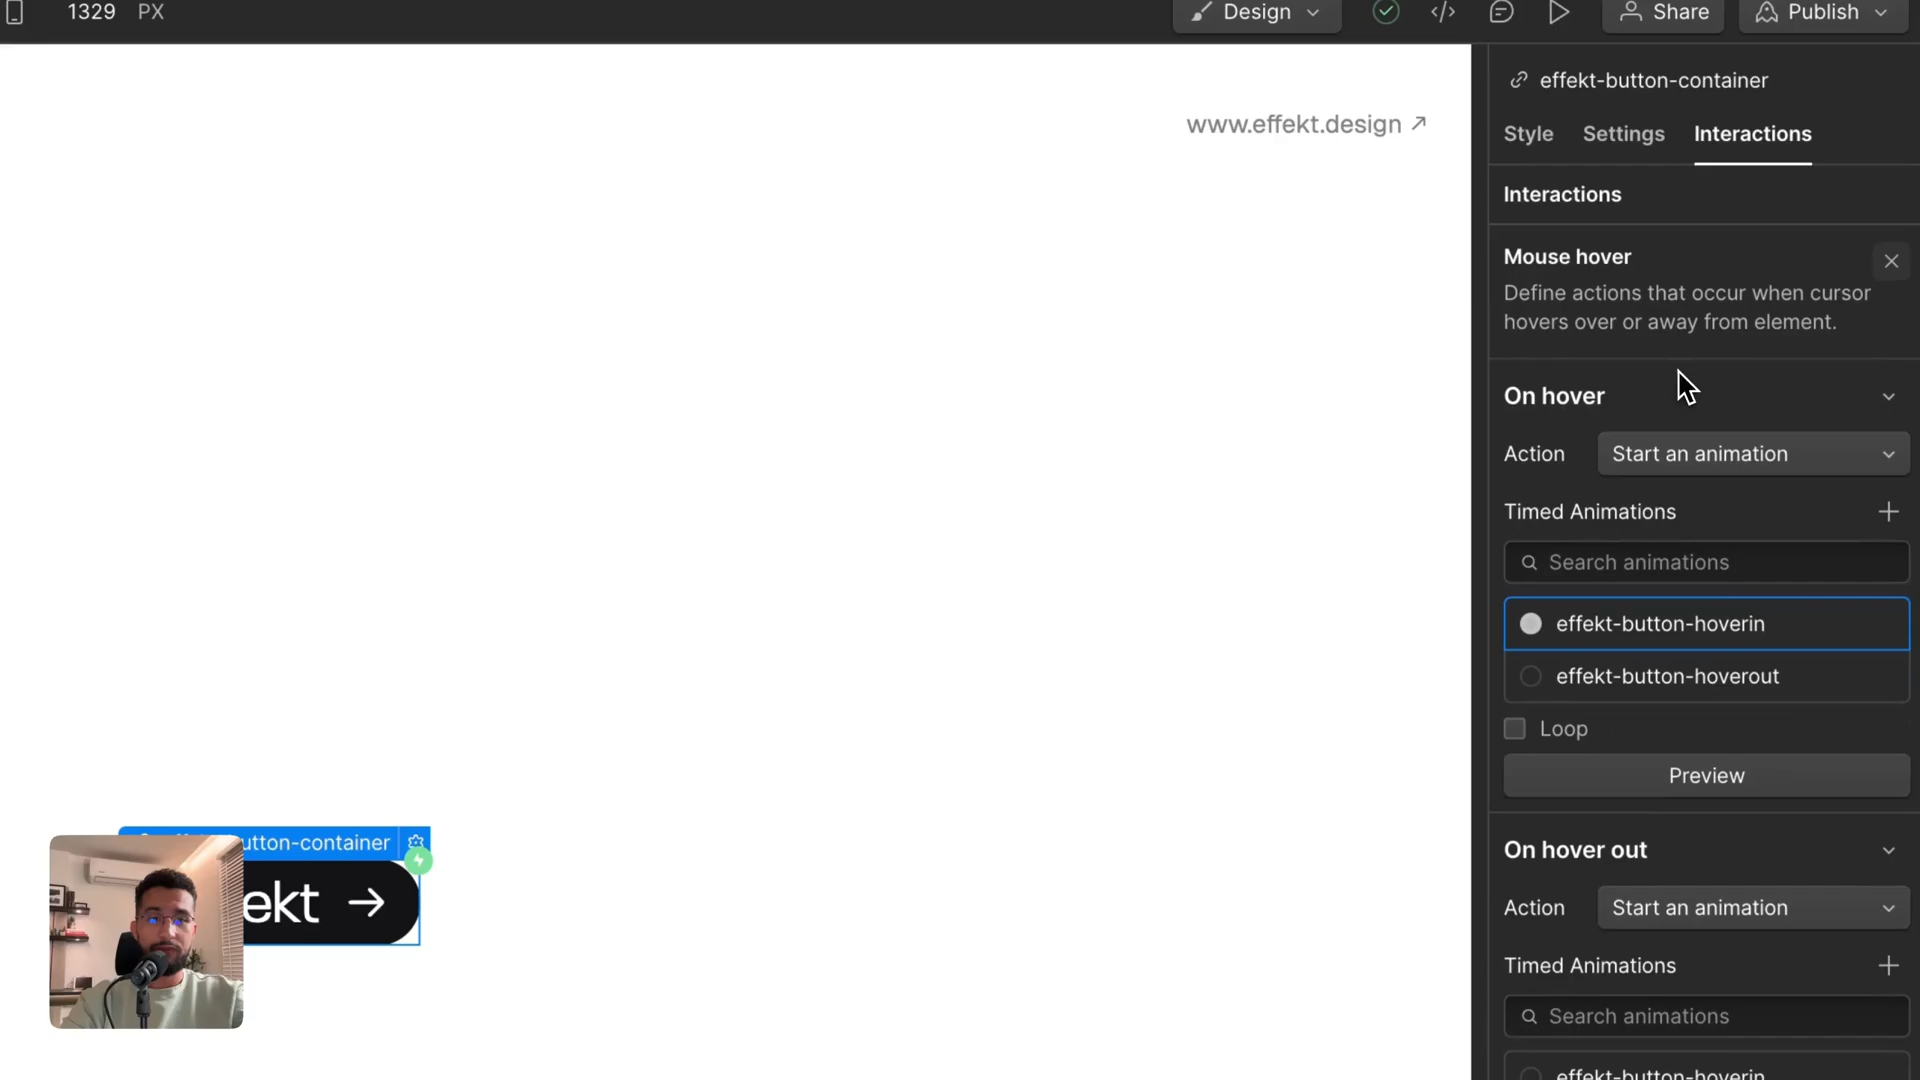 1329 PX
Design
Share
Publish
effekt-button-container
www.effekt.design ↗
Style Settings Interactions
Interactions
Mouse hover
Define actions that occur when cursor
hovers over or away from element.
On hover
Action Start an animation
Timed Animations
Search animations
effekt-button-hoverin
effekt-button-hoverout
Loop
Preview
utton-container
ekt →
On hover out
Action Start an animation
Timed Animations
Search animations
effekt-button-hoverin